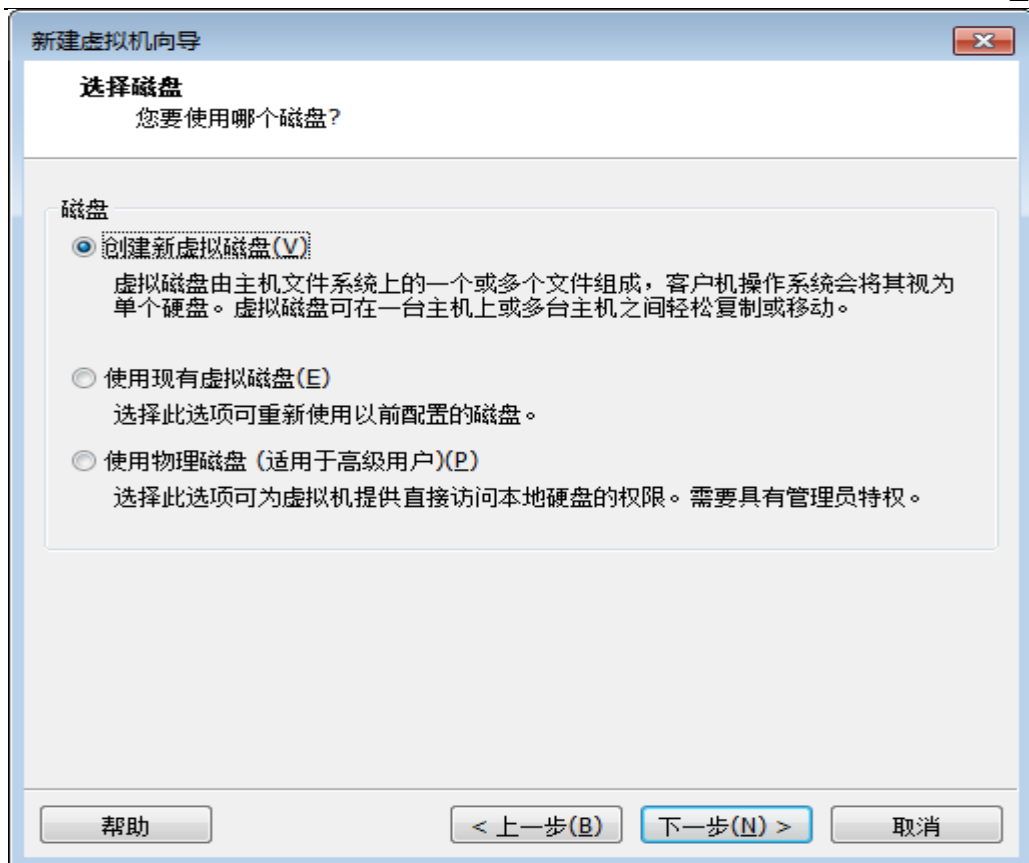 新建虚拟机向导
选择磁盘
您要使用哪个磁盘?
磁盘
创建新虚拟磁盘(V)
虚拟磁盘由主机文件系统上的一个或多个文件组成，客户机操作系统会将其视为
单个硬盘。虚拟磁盘可在一台主机上或多台主机之间轻松复制或移动。
使用现有虚拟磁盘(E)
选择此选项可重新使用以前配置的磁盘。
使用物理磁盘 (适用于高级用户)(P)
选择此选项可为虚拟机提供直接访问本地硬盘的权限。需要具有管理员特权。
帮助 < 上一步(B) 下一步(N) > 取消